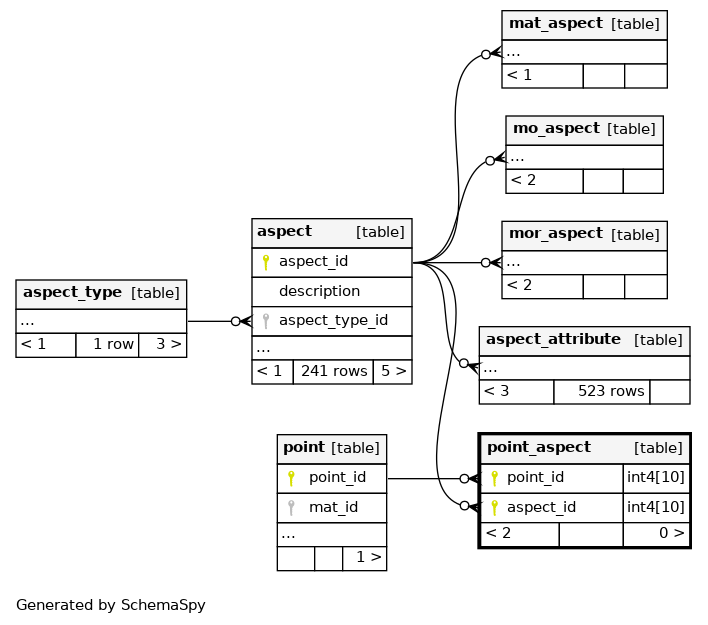 mat_aspect [table]
...
< 1
mo_aspect [table]
...
< 2
mor_aspect [table]
...
< 2
aspect [table]
aspect_id
description
aspect_type_id
...
< 1 241 rows 5 >
aspect_type [table]
...
< 1 1 row 3 >
aspect_attribute [table]
...
< 3 523 rows
point [table]
point_id
mat_id
...
1 >
point_aspect [table]
point_id int4[10]
aspect_id int4[10]
< 2 0 >
Generated by SchemaSpy